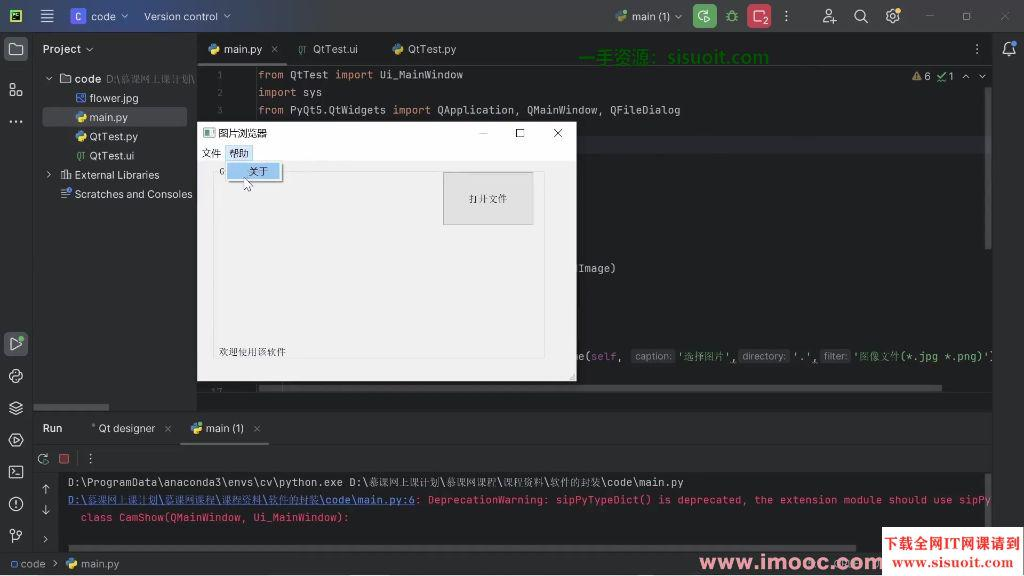 code
Version control
main (1)
2
Project
main.py
QtTest.ui
QtTest.py
一手资源：sisuoit.com
code D:\慕课网上课计划\
flower.jpg
main.py
QtTest.py
QtTest.ui
External Libraries
Scratches and Consoles
1 from QtTest import Ui_MainWindow
6 1
2 import sys
3 from PyQt5.QtWidgets import QApplication, QMainWindow, QFileDialog
图片浏览器
文件 帮助
关于
打开文件
欢迎使用该软件
Image)
e(self, caption: '选择图片', directory: '.', filter: '图像文件(*.jpg *.png)')
17
Run
Qt designer
main (1)
D:\ProgramData\anaconda3\envs\cv\python.exe D:\慕课网上课计划\慕课网课程\课程资料\软件的封装\code\main.py
D:\慕课网上课计划\慕课网课程\课程资料\软件的封装\code\main.py:6: DeprecationWarning: sipPyTypeDict() is deprecated, the extension module should use sipPy
class CamShow(QMainWindow, Ui_MainWindow):
code
main.py
www.imooc.com
下载全网IT网课请到
www.sisuoit.com